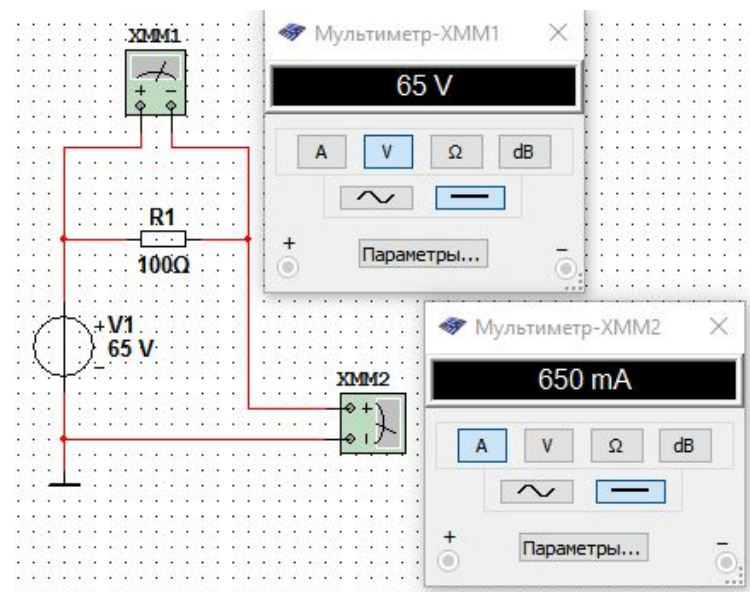 XMM1
+ -
R1
100Ω
+ V1
65 V
-
XMM2
+
Мультиметр-XMM1
65 V
A V Ω dB
+ Параметры... -
Мультиметр-XMM2
650 mA
A V Ω dB
+ Параметры... -